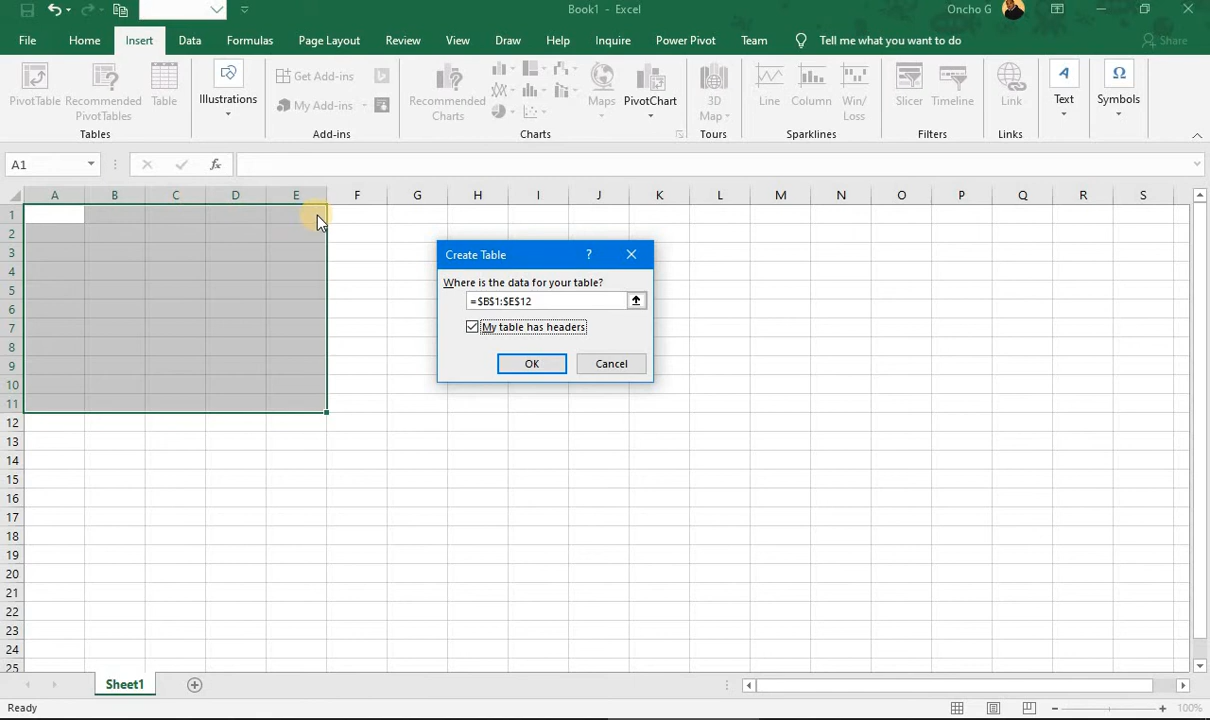 Book1 - Excel
Oncho G
File Home Insert Data Formulas Page Layout Review View Draw Help Inquire Power Pivot Team Tell me what you want to do Share
PivotTable
Recommended
PivotTables
Table
Tables
Illustrations
Get Add-ins
My Add-ins
Add-ins
Recommended
Charts
Maps
PivotChart
Charts
3D
Map
Tours
Line
Column
Win/
Loss
Sparklines
Slicer
Timeline
Filters
Link
Links
Text
Symbols
A1
fx
A B C D E F G H I J K L M N O P Q R S
1
2
3
4
5
6
7
8
9
10
11
12
13
14
15
16
17
18
19
20
21
22
23
24
25
Create Table ?
Where is the data for your table?
=$B$1:$E$12
My table has headers
OK Cancel
Sheet1
Ready
100%